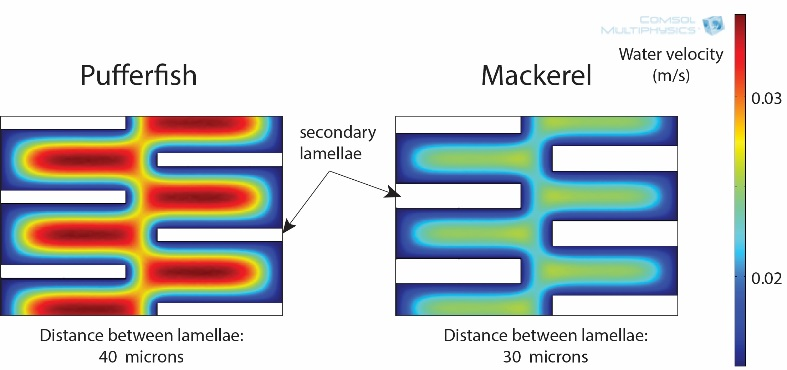 COMSOL
MULTIPHYSICS
Pufferfish
Mackerel
Water velocity
(m/s)
secondary
lamellae
0.03
0.02
Distance between lamellae:
40 microns
Distance between lamellae:
30 microns